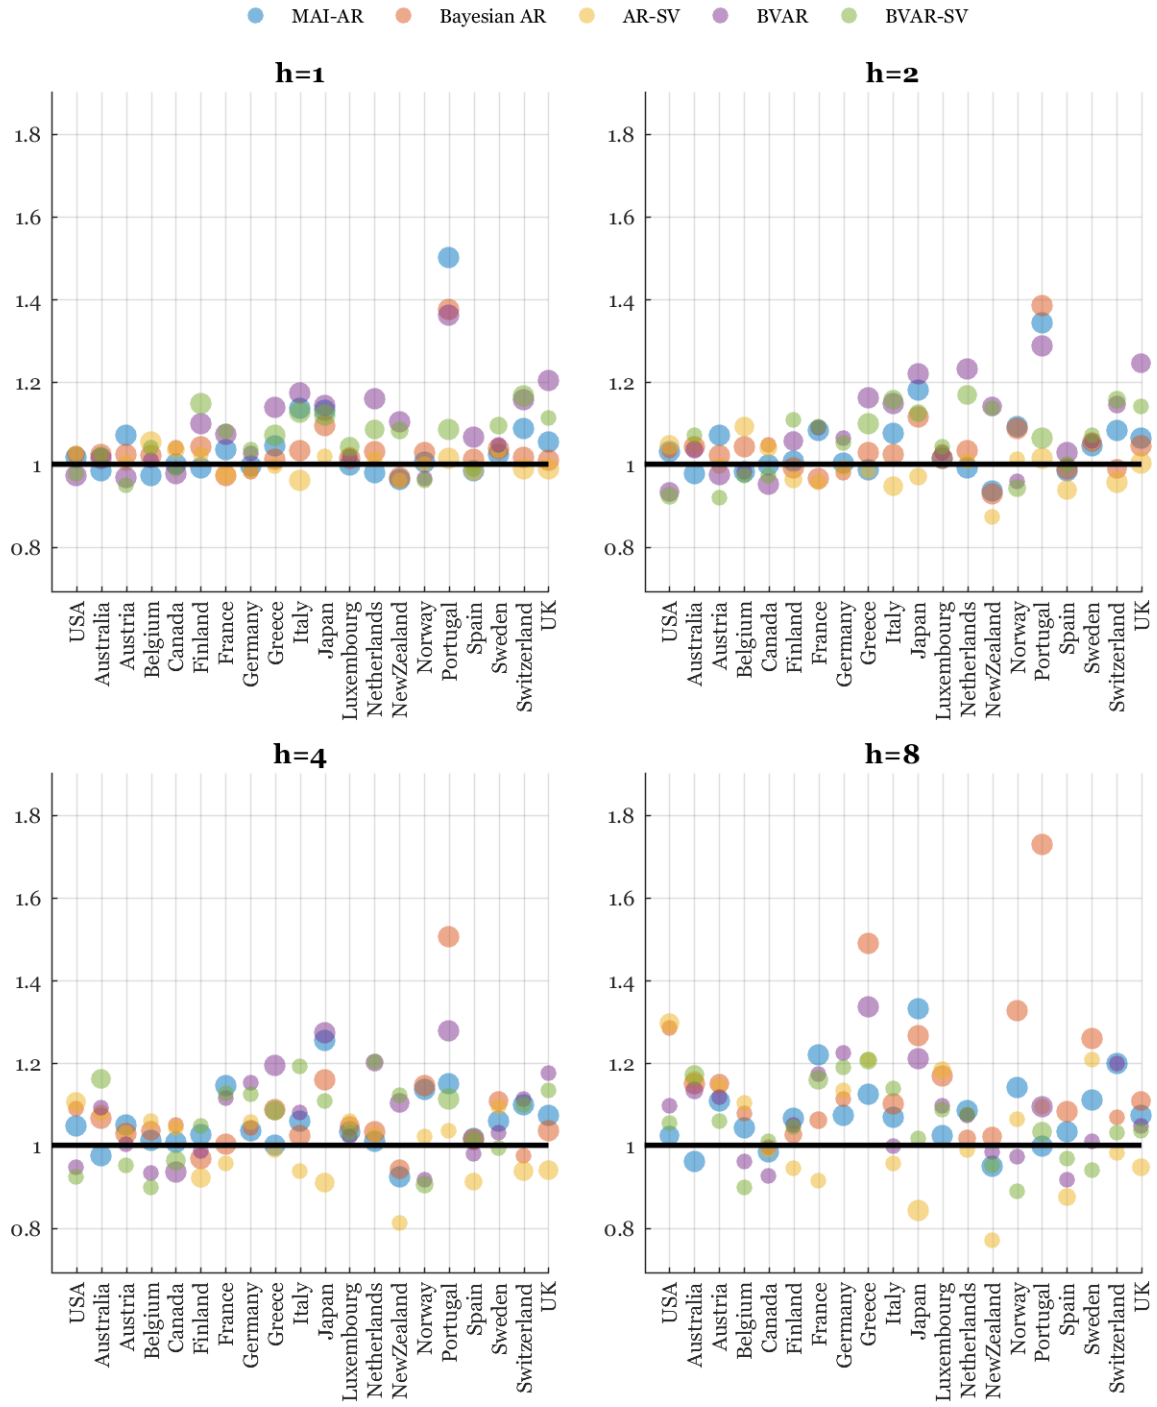 MAI-AR Bayesian AR AR-SV BVAR BVAR-SV
h=1
1.8
1.6
1.4
1.2
1
0.8
USA
Australia
Austria
Belgium
Canada
Finland
France
Germany
Greece
Italy
Japan
Luxembourg
Netherlands
NewZealand
Norway
Portugal
Spain
Sweden
Switzerland
UK
h=2
1.8
1.6
1.4
1.2
1
0.8
USA
Australia
Austria
Belgium
Canada
Finland
France
Germany
Greece
Italy
Japan
Luxembourg
Netherlands
NewZealand
Norway
Portugal
Spain
Sweden
Switzerland
UK
h=4
1.8
1.6
1.4
1.2
1
0.8
USA
Australia
Austria
Belgium
Canada
Finland
France
Germany
Greece
Italy
Japan
Luxembourg
Netherlands
NewZealand
Norway
Portugal
Spain
Sweden
Switzerland
UK
h=8
1.8
1.6
1.4
1.2
1
0.8
USA
Australia
Austria
Belgium
Canada
Finland
France
Germany
Greece
Italy
Japan
Luxembourg
Netherlands
NewZealand
Norway
Portugal
Spain
Sweden
Switzerland
UK